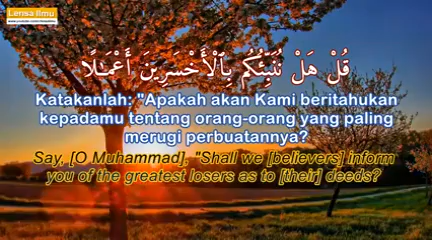 Lensa Ilmu
قُلْ هَلْ نُنَبِّئُكُم بِٱلْأَخْسَرِينَ أَعْمَٰلًا
Katakanlah: "Apakah akan Kami beritahukan
kepadamu tentang orang-orang yang paling
merugi perbuatannya?
Say, [O Muhammad], "Shall we [believers] inform
you of the greatest losers as to [their] deeds?